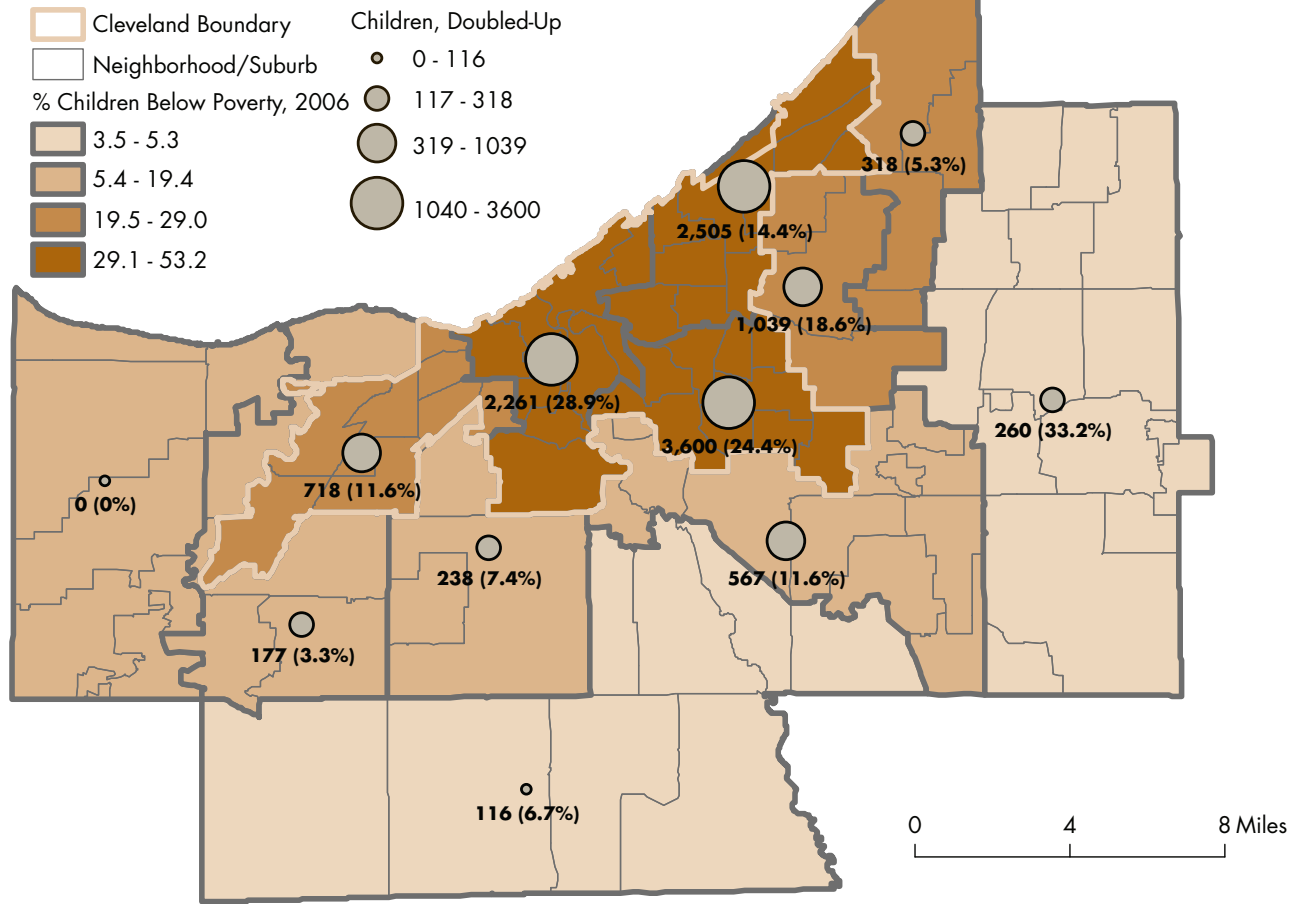 Cleveland Boundary
Neighborhood/Suburb
% Children Below Poverty, 2006
3.5 - 5.3
5.4 - 19.4
19.5 - 29.0
29.1 - 53.2
Children, Doubled-Up
0 - 116
117 - 318
319 - 1039
1040 - 3600
318 (5.3%)
2,505 (14.4%)
1,039 (18.6%)
2,261 (28.9%)
260 (33.2%)
3,600 (24.4%)
718 (11.6%)
0 (0%)
238 (7.4%)
567 (11.6%)
177 (3.3%)
116 (6.7%)
0 4 8 Miles